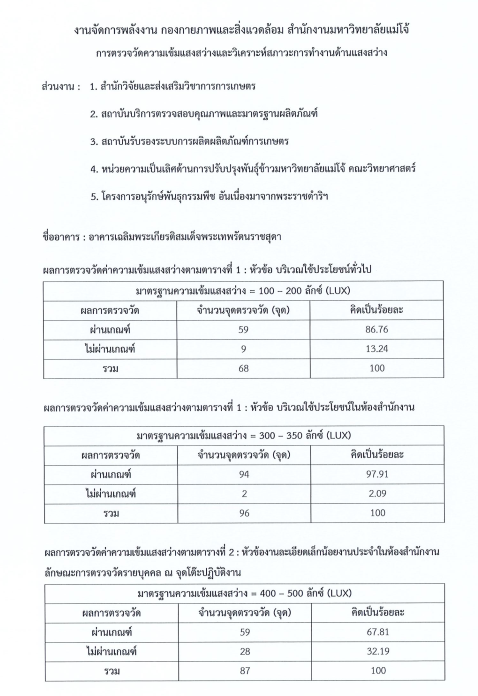 งานจัดการพลังงาน กองกายภาพและสิ่งแวดล้อม สำนักงานมหาวิทยาลัยแม่โจ้
การตรวจวัดความเข้มแสงสว่างและวิเคราะห์สภาวะการทำงานด้านแสงสว่าง
ส่วนงาน : 1. สำนักวิจัยและส่งเสริมวิชาการการเกษตร
2. สถาบันบริการตรวจสอบคุณภาพและมาตรฐานผลิตภัณฑ์
3. สถาบันรับรองระบบการผลิตผลิตภัณฑ์การเกษตร
4. หน่วยความเป็นเลิศด้านการปรับปรุงพันธุ์ข้าวมหาวิทยาลัยแม่โจ้ คณะวิทยาศาสตร์
5. โครงการอนุรักษ์พันธุกรรมพืช อันเนื่องมาจากพระราชดำริฯ
ชื่ออาคาร : อาคารเฉลิมพระเกียรติสมเด็จพระเทพรัตนราชสุดา
ผลการตรวจวัดค่าความเข้มแสงสว่างตามตารางที่ 1 : หัวข้อ บริเวณใช้ประโยชน์ทั่วไป
มาตรฐานความเข้มแสงสว่าง = 100 – 200 ลักซ์ (LUX)
ผลการตรวจวัด จำนวนจุดตรวจวัด (จุด) คิดเป็นร้อยละ
ผ่านเกณฑ์ 59 86.76
ไม่ผ่านเกณฑ์ 9 13.24
รวม 68 100
ผลการตรวจวัดค่าความเข้มแสงสว่างตามตารางที่ 1 : หัวข้อ บริเวณใช้ประโยชน์ในห้องสำนักงาน
มาตรฐานความเข้มแสงสว่าง = 300 – 350 ลักซ์ (LUX)
ผลการตรวจวัด จำนวนจุดตรวจวัด (จุด) คิดเป็นร้อยละ
ผ่านเกณฑ์ 94 97.91
ไม่ผ่านเกณฑ์ 2 2.09
รวม 96 100
ผลการตรวจวัดค่าความเข้มแสงสว่างตามตารางที่ 2 : หัวข้องานละเอียดเล็กน้อยงานประจำในห้องสำนักงาน
ลักษณะการตรวจวัดรายบุคคล ณ จุดโต๊ะปฏิบัติงาน
มาตรฐานความเข้มแสงสว่าง = 400 – 500 ลักซ์ (LUX)
ผลการตรวจวัด จำนวนจุดตรวจวัด (จุด) คิดเป็นร้อยละ
ผ่านเกณฑ์ 59 67.81
ไม่ผ่านเกณฑ์ 28 32.19
รวม 87 100